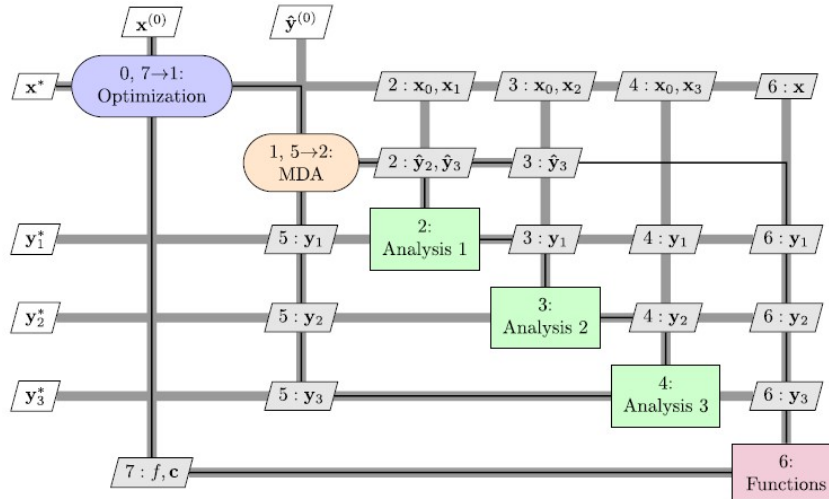 x⁽⁰⁾ ŷ⁽⁰⁾
x* 0, 7→1: 2 : x₀, x₁ 3 : x₀, x₂ 4 : x₀, x₃ 6 : x
Optimization
1, 5→2: 2 : ŷ₂, ŷ₃ 3 : ŷ₃
MDA
y₁* 5 : y₁ 2: 3 : y₁ 4 : y₁ 6 : y₁
Analysis 1
y₂* 5 : y₂ 3: 4 : y₂ 6 : y₂
Analysis 2
y₃* 5 : y₃ 4: 6 : y₃
Analysis 3
7 : f, c 6:
Functions